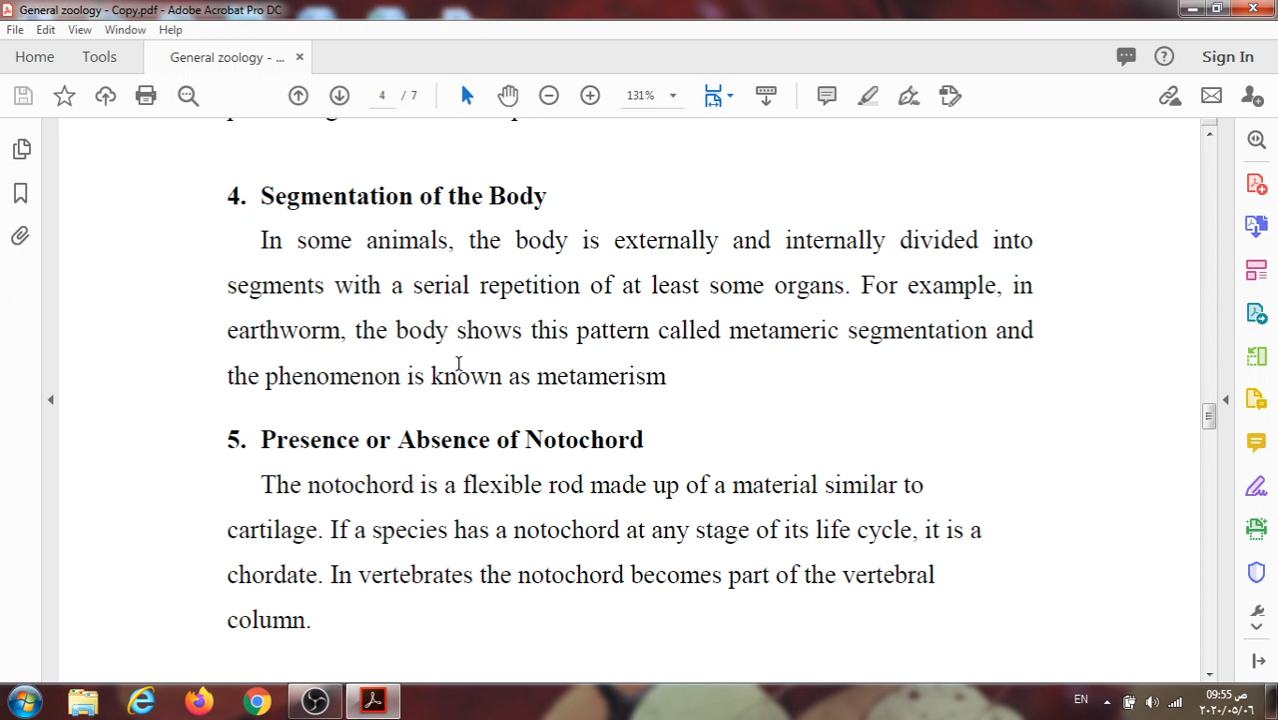 General zoology - Copy.pdf - Adobe Acrobat Pro DC
File Edit View Window Help
Home Tools General zoology - ... × Sign In
4 / 7 131%
4. Segmentation of the Body
In some animals, the body is externally and internally divided into
segments with a serial repetition of at least some organs. For example, in
earthworm, the body shows this pattern called metameric segmentation and
the phenomenon is known as metamerism
5. Presence or Absence of Notochord
The notochord is a flexible rod made up of a material similar to
cartilage. If a species has a notochord at any stage of its life cycle, it is a
chordate. In vertebrates the notochord becomes part of the vertebral
column.
EN 09:55 ص
٢٠٢٠/٠٥/٠٦